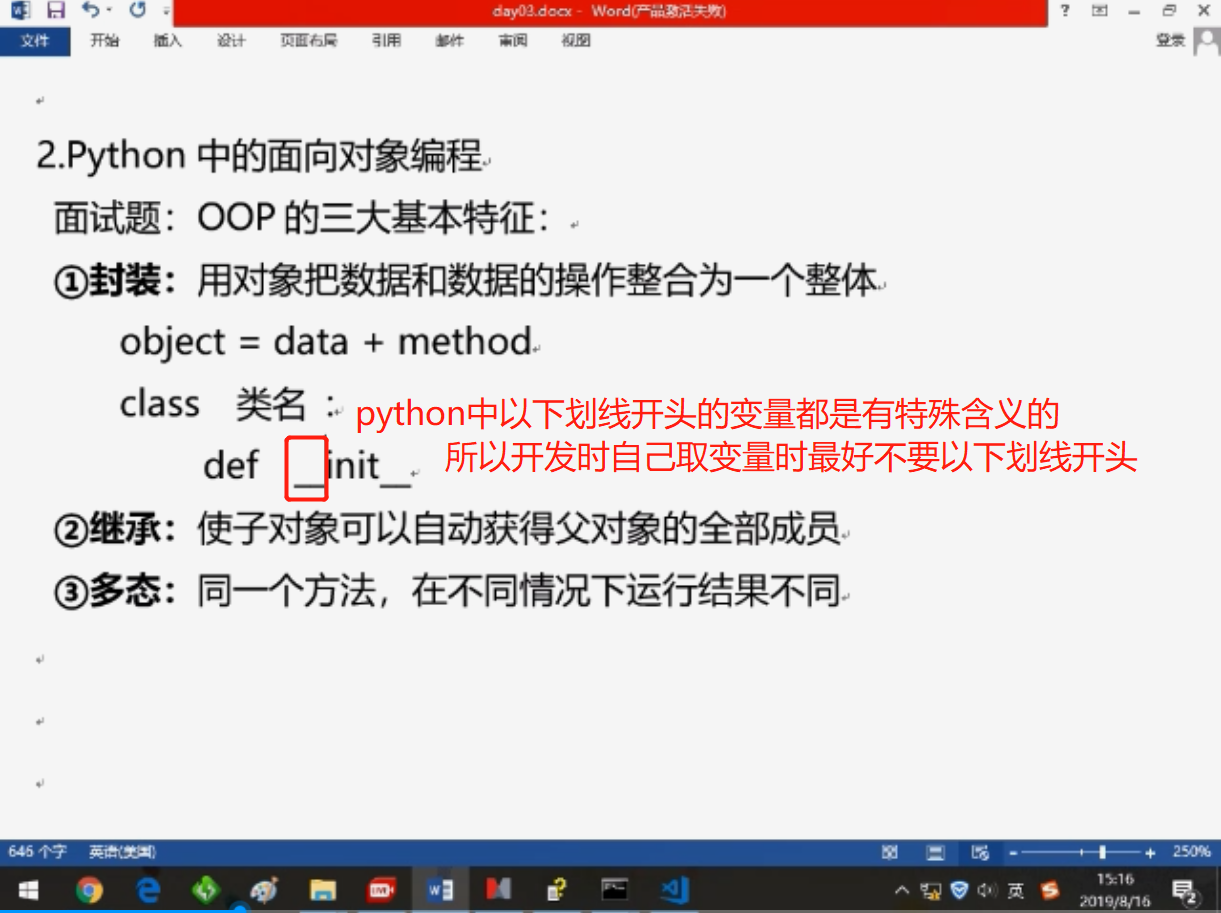 day03.docx - Word(产品激活失败)
文件 开始 插入 设计 页面布局 引用 邮件 审阅 视图 登录
2.Python 中的面向对象编程
面试题：OOP 的三大基本特征：
①封装：用对象把数据和数据的操作整合为一个整体
object = data + method
class 类名 :
python中以下划线开头的变量都是有特殊含义的
def __init__
所以开发时自己取变量时最好不要以下划线开头
②继承：使子对象可以自动获得父对象的全部成员
③多态：同一个方法，在不同情况下运行结果不同
646 个字 英语(美国) 250%
LIVE 英 15:16
2019/8/16 2